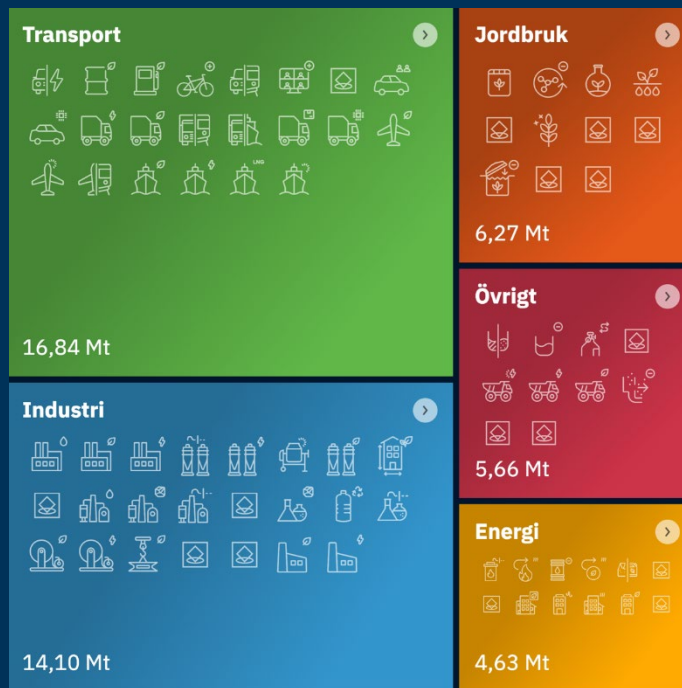 Transport
16,84 Mt
Industri
14,10 Mt
Jordbruk
6,27 Mt
Övrigt
5,66 Mt
Energi
4,63 Mt